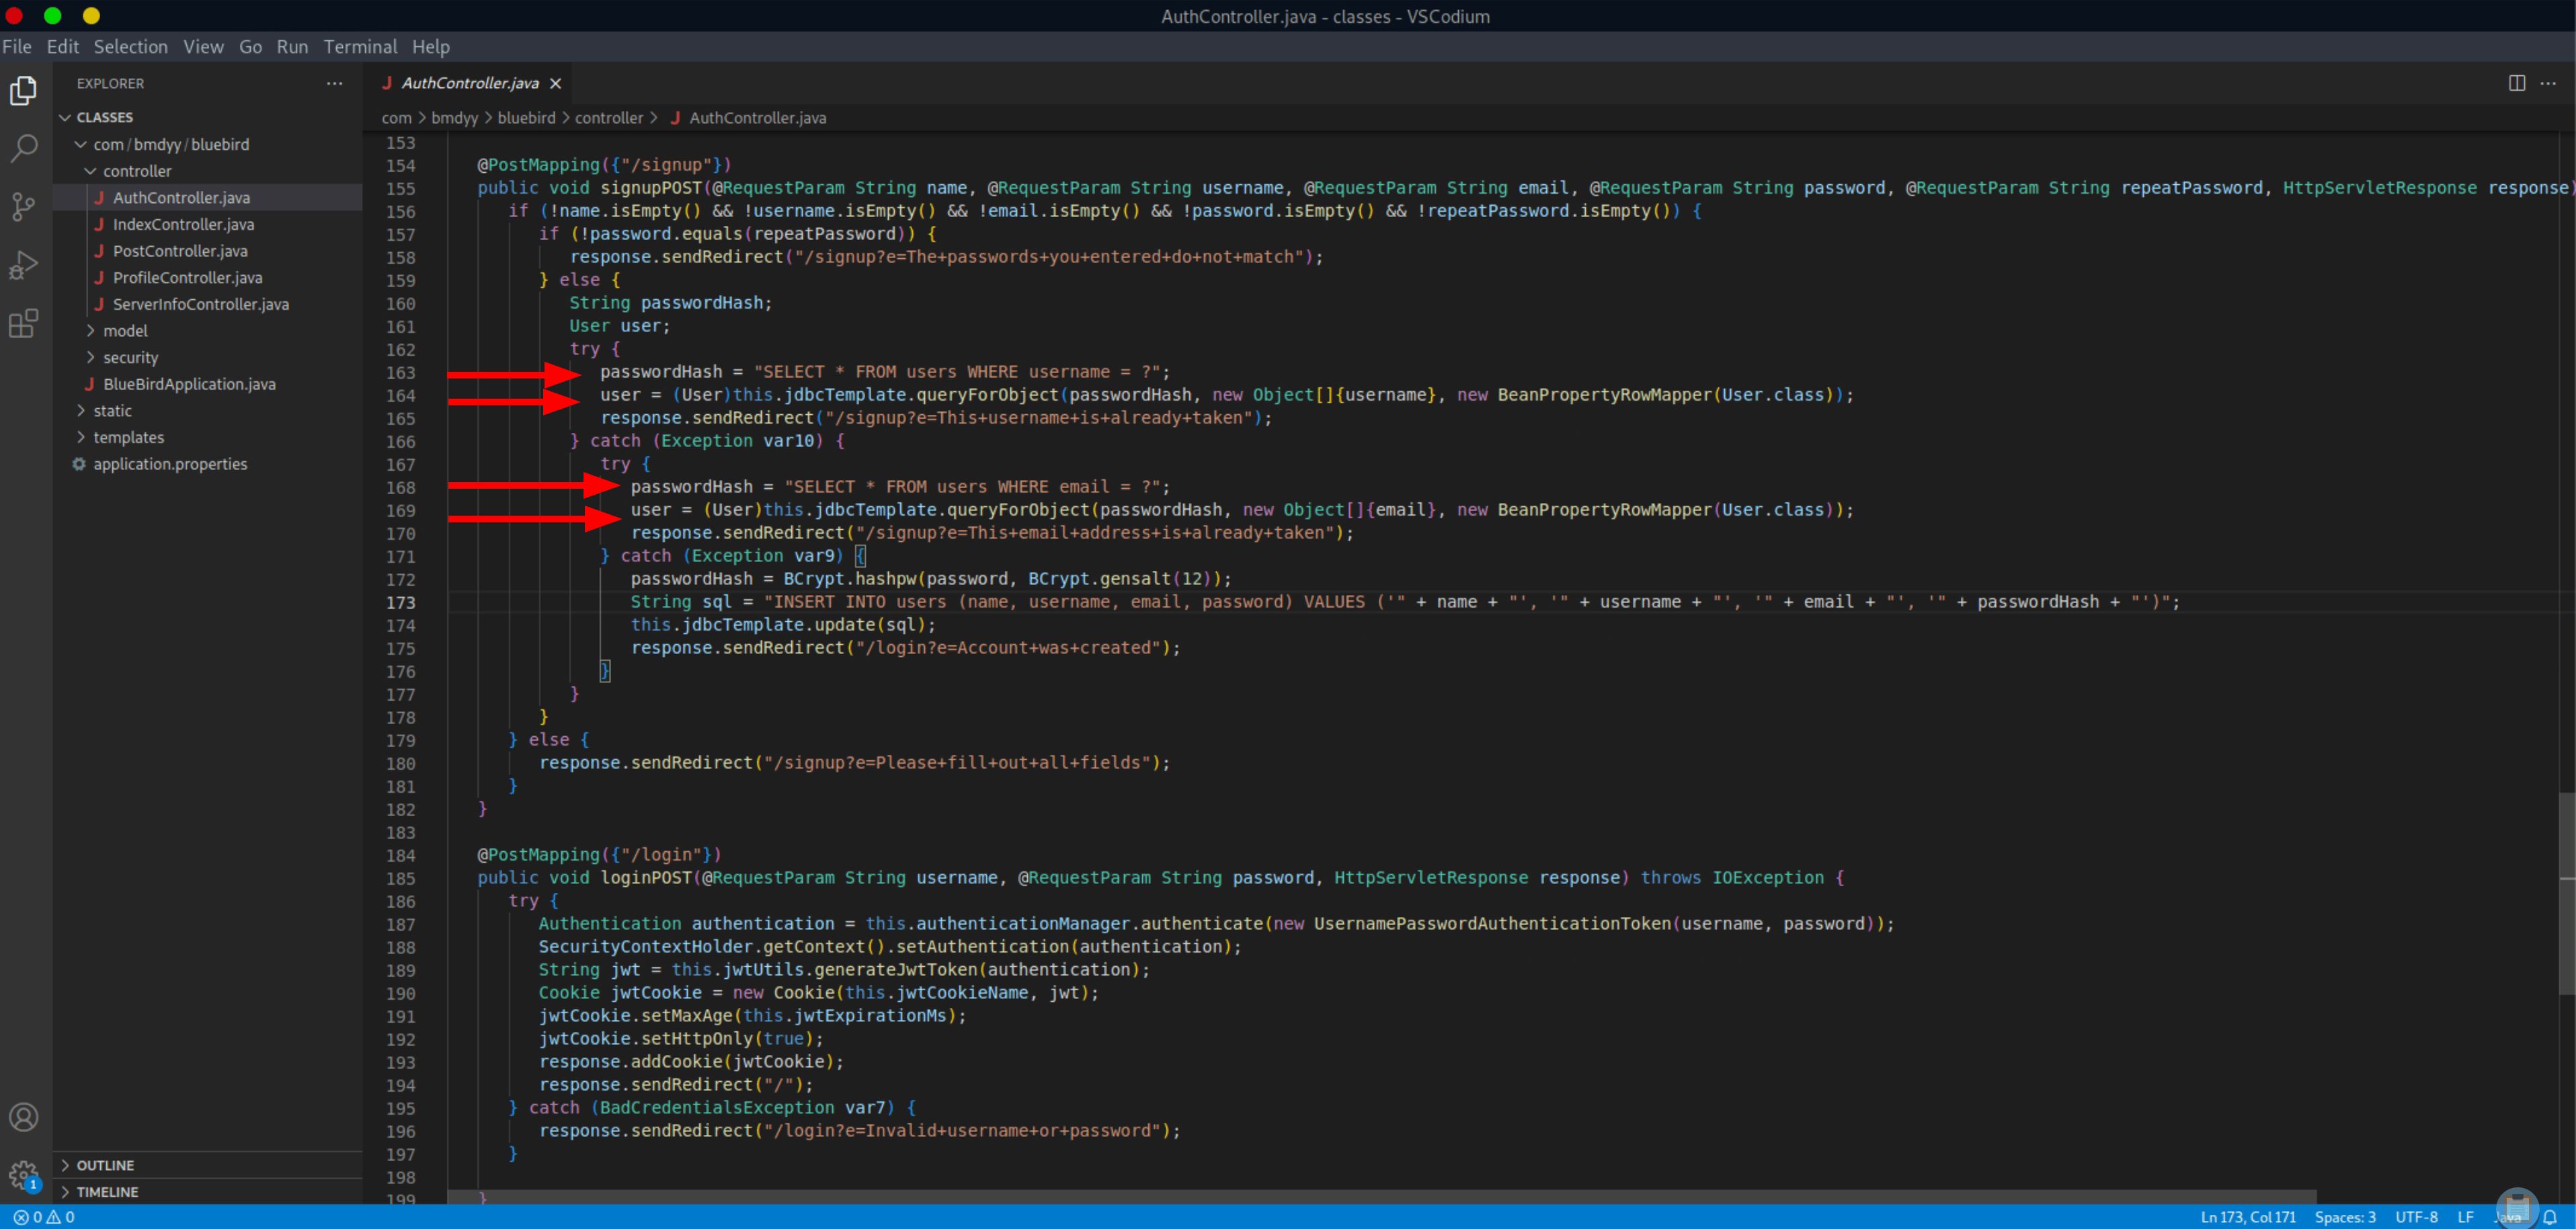 AuthController.java - classes - VSCodium
File Edit Selection View Go Run Terminal Help
EXPLORER ···
CLASSES
com / bmdyy / bluebird
controller
J AuthController.java
J IndexController.java
J PostController.java
J ProfileController.java
J ServerInfoController.java
model
security
J BlueBirdApplication.java
static
templates
application.properties
OUTLINE
TIMELINE
J AuthController.java ×
com > bmdyy > bluebird > controller > J AuthController.java
153
154 @PostMapping({"/signup"})
155 public void signupPOST(@RequestParam String name, @RequestParam String username, @RequestParam String email, @RequestParam String password, @RequestParam String repeatPassword, HttpServletResponse response)
156 if (!name.isEmpty() && !username.isEmpty() && !email.isEmpty() && !password.isEmpty() && !repeatPassword.isEmpty()) {
157 if (!password.equals(repeatPassword)) {
158 response.sendRedirect("/signup?e=The+passwords+you+entered+do+not+match");
159 } else {
160 String passwordHash;
161 User user;
162 try {
163 passwordHash = "SELECT * FROM users WHERE username = ?";
164 user = (User)this.jdbcTemplate.queryForObject(passwordHash, new Object[]{username}, new BeanPropertyRowMapper(User.class));
165 response.sendRedirect("/signup?e=This+username+is+already+taken");
166 } catch (Exception var10) {
167 try {
168 passwordHash = "SELECT * FROM users WHERE email = ?";
169 user = (User)this.jdbcTemplate.queryForObject(passwordHash, new Object[]{email}, new BeanPropertyRowMapper(User.class));
170 response.sendRedirect("/signup?e=This+email+address+is+already+taken");
171 } catch (Exception var9) {
172 passwordHash = BCrypt.hashpw(password, BCrypt.gensalt(12));
173 String sql = "INSERT INTO users (name, username, email, password) VALUES ('" + name + "', '" + username + "', '" + email + "', '" + passwordHash + "')";
174 this.jdbcTemplate.update(sql);
175 response.sendRedirect("/login?e=Account+was+created");
176 }
177 }
178 }
179 } else {
180 response.sendRedirect("/signup?e=Please+fill+out+all+fields");
181 }
182 }
183
184 @PostMapping({"/login"})
185 public void loginPOST(@RequestParam String username, @RequestParam String password, HttpServletResponse response) throws IOException {
186 try {
187 Authentication authentication = this.authenticationManager.authenticate(new UsernamePasswordAuthenticationToken(username, password));
188 SecurityContextHolder.getContext().setAuthentication(authentication);
189 String jwt = this.jwtUtils.generateJwtToken(authentication);
190 Cookie jwtCookie = new Cookie(this.jwtCookieName, jwt);
191 jwtCookie.setMaxAge(this.jwtExpirationMs);
192 jwtCookie.setHttpOnly(true);
193 response.addCookie(jwtCookie);
194 response.sendRedirect("/");
195 } catch (BadCredentialsException var7) {
196 response.sendRedirect("/login?e=Invalid+username+or+password");
197 }
198
199 }
1
0 0 Ln 173, Col 171 Spaces: 3 UTF-8 LF